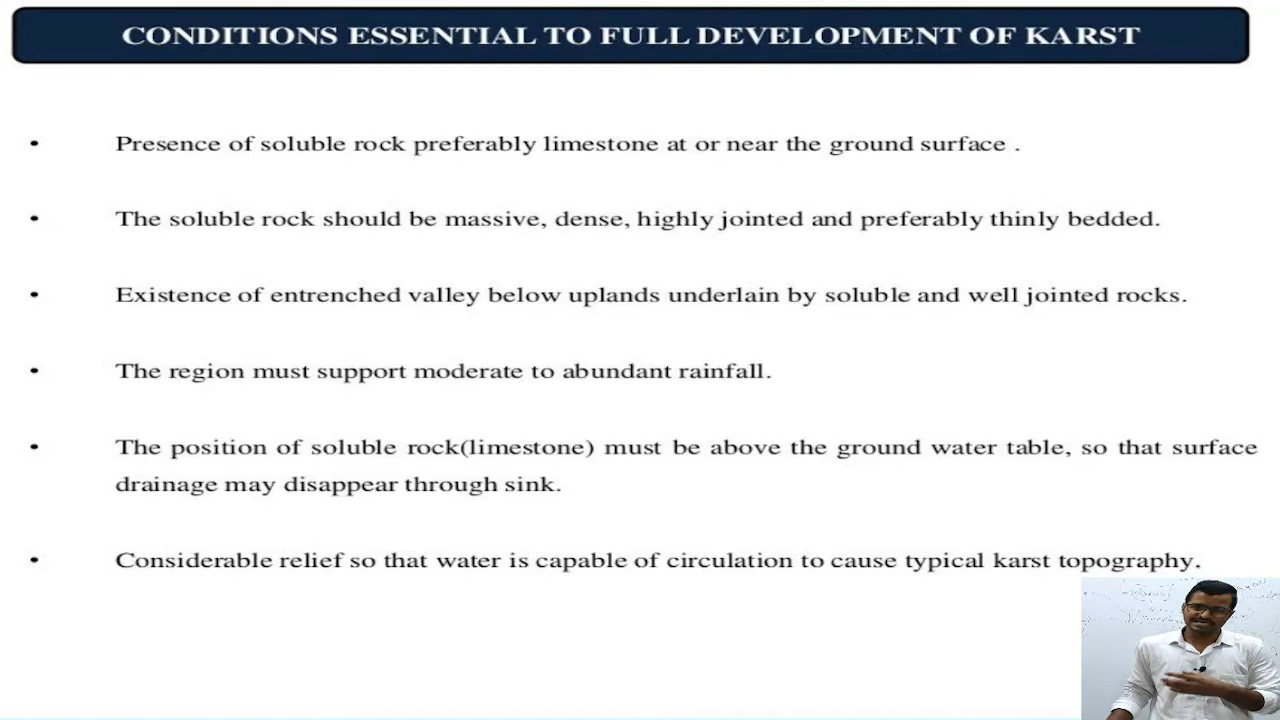 CONDITIONS ESSENTIAL TO FULL DEVELOPMENT OF KARST
• Presence of soluble rock preferably limestone at or near the ground surface .
• The soluble rock should be massive, dense, highly jointed and preferably thinly bedded.
• Existence of entrenched valley below uplands underlain by soluble and well jointed rocks.
• The region must support moderate to abundant rainfall.
• The position of soluble rock(limestone) must be above the ground water table, so that surface
drainage may disappear through sink.
• Considerable relief so that water is capable of circulation to cause typical karst topography.